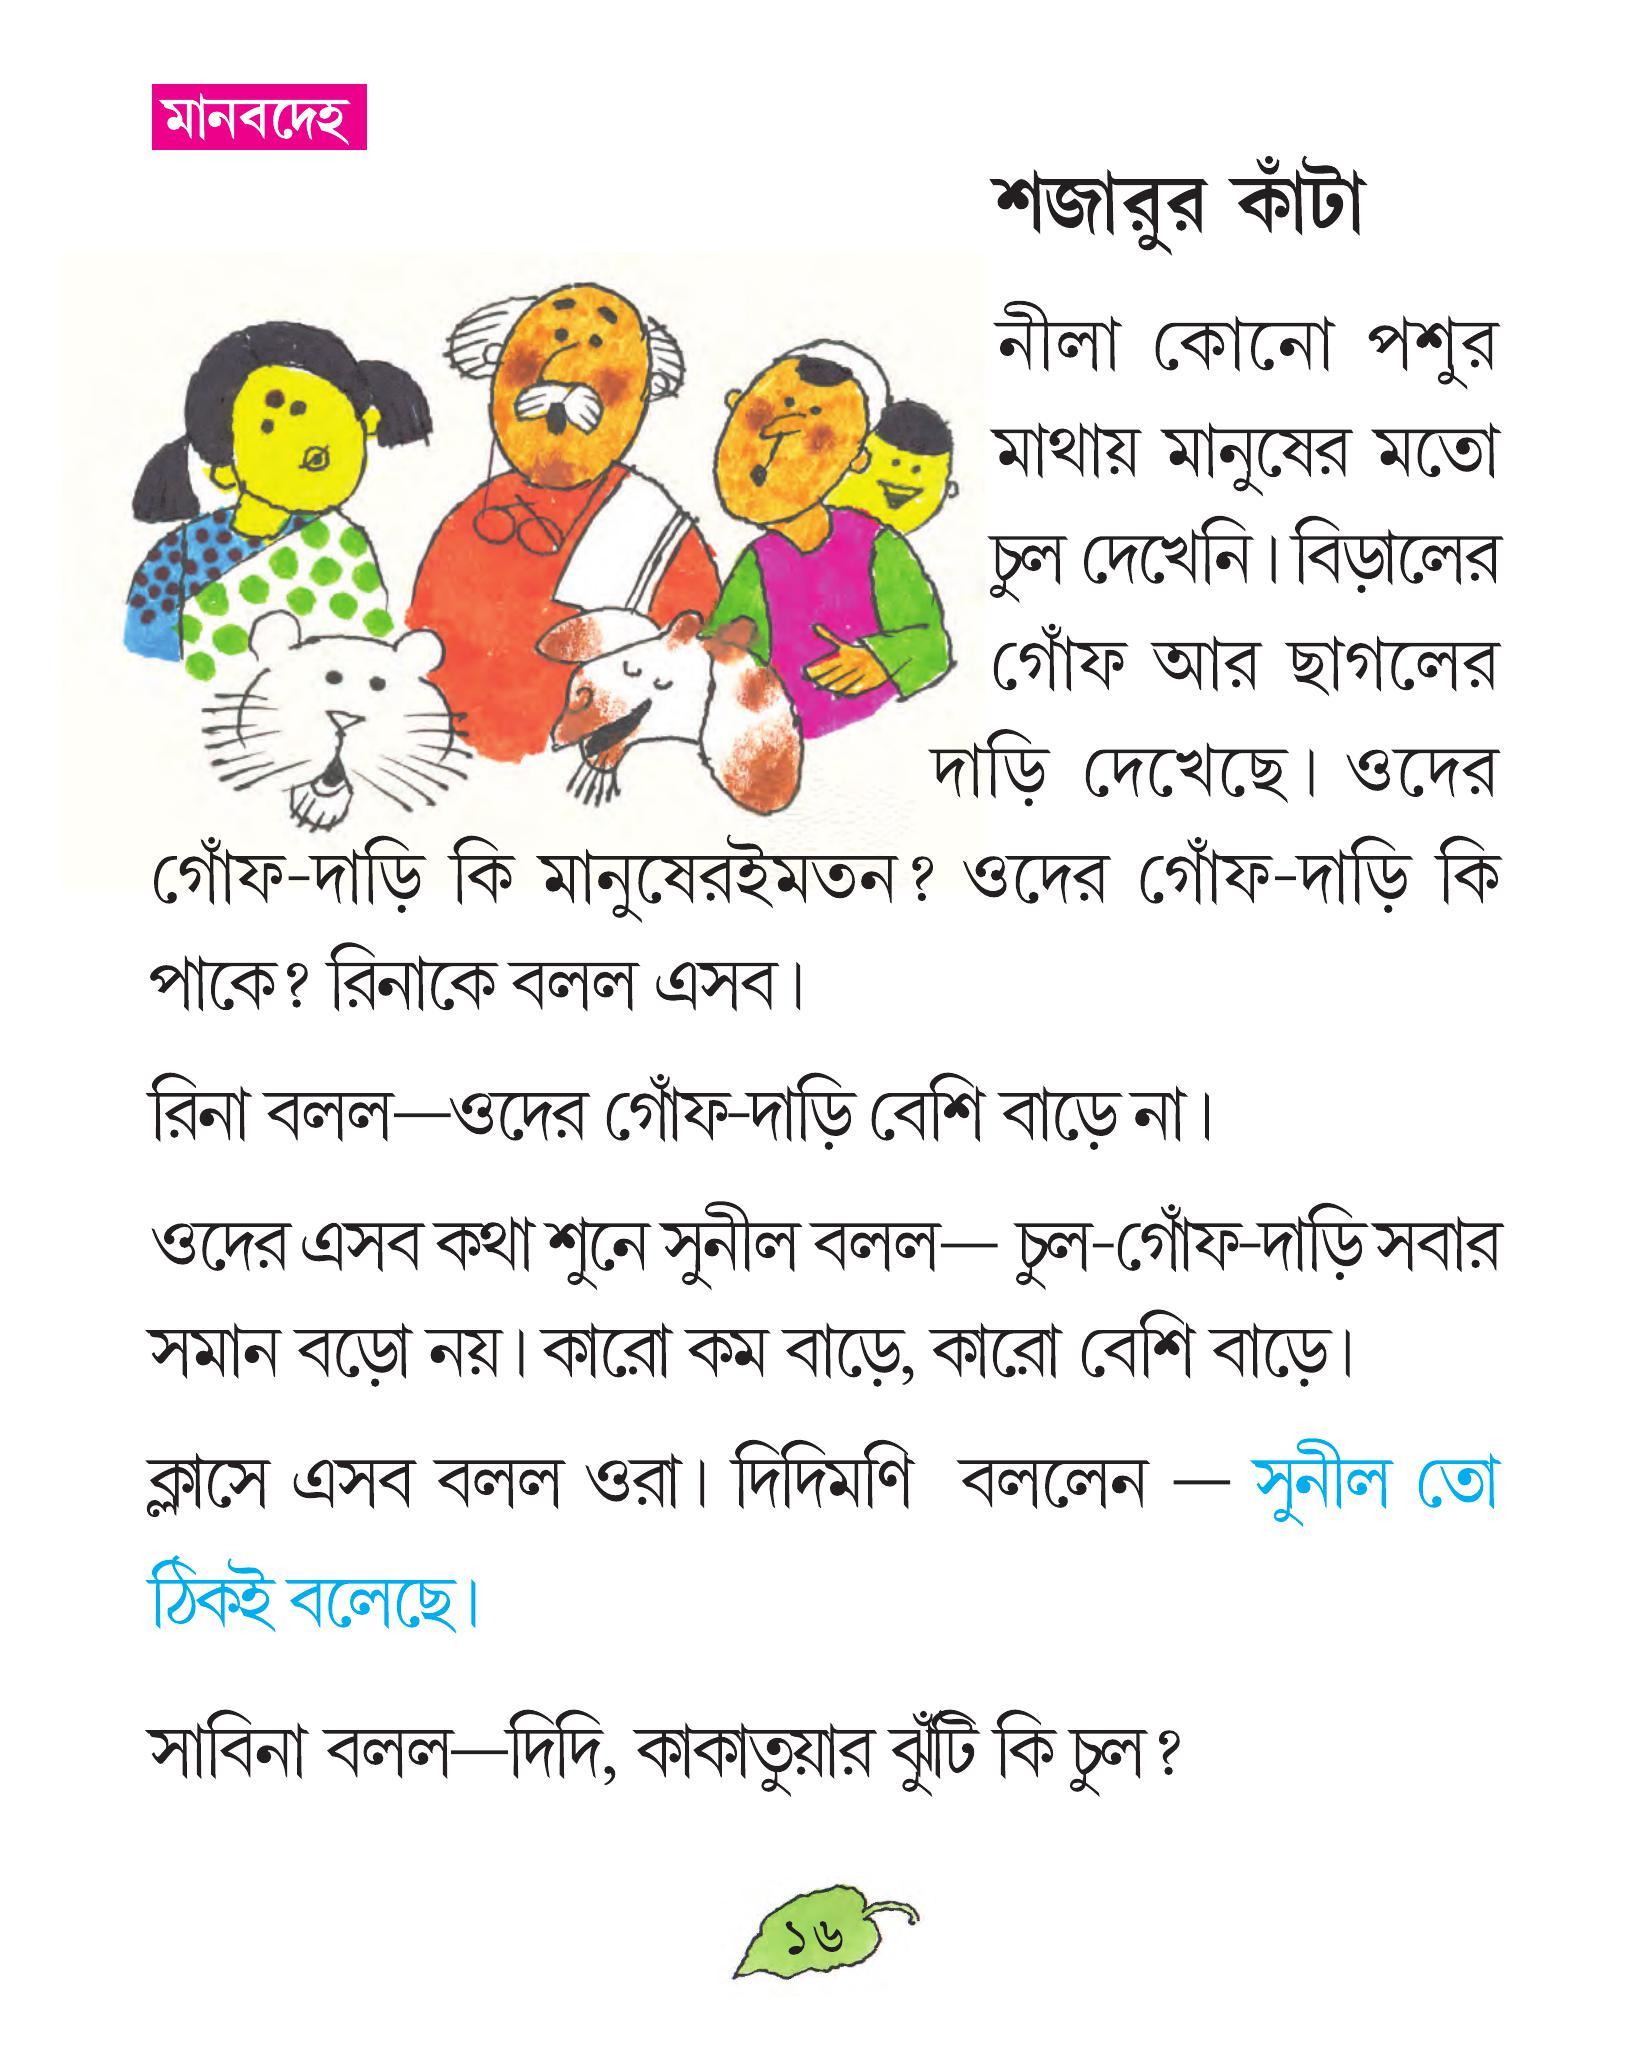 মানবদেহ
শজারুর কাঁটা
নীলা কোনো পশুর
মাথায় মানুষের মতো
চুল দেখেনি। বিড়ালের
গোঁফ আর ছাগলের
দাড়ি দেখেছে। ওদের
গোঁফ-দাড়ি কি মানুষেরইমতন? ওদের গোঁফ-দাড়ি কি
পাকে? রিনাকে বলল এসব।
রিনা বলল—ওদের গোঁফ-দাড়ি বেশি বাড়ে না।
ওদের এসব কথা শুনে সুনীল বলল— চুল-গোঁফ-দাড়ি সবার
সমান বড়ো নয়। কারো কম বাড়ে, কারো বেশি বাড়ে।
ক্লাসে এসব বলল ওরা। দিদিমণি বললেন — সুনীল তো
ঠিকই বলেছে।
সাবিনা বলল—দিদি, কাকাতুয়ার ঝুঁটি কি চুল?
১৬